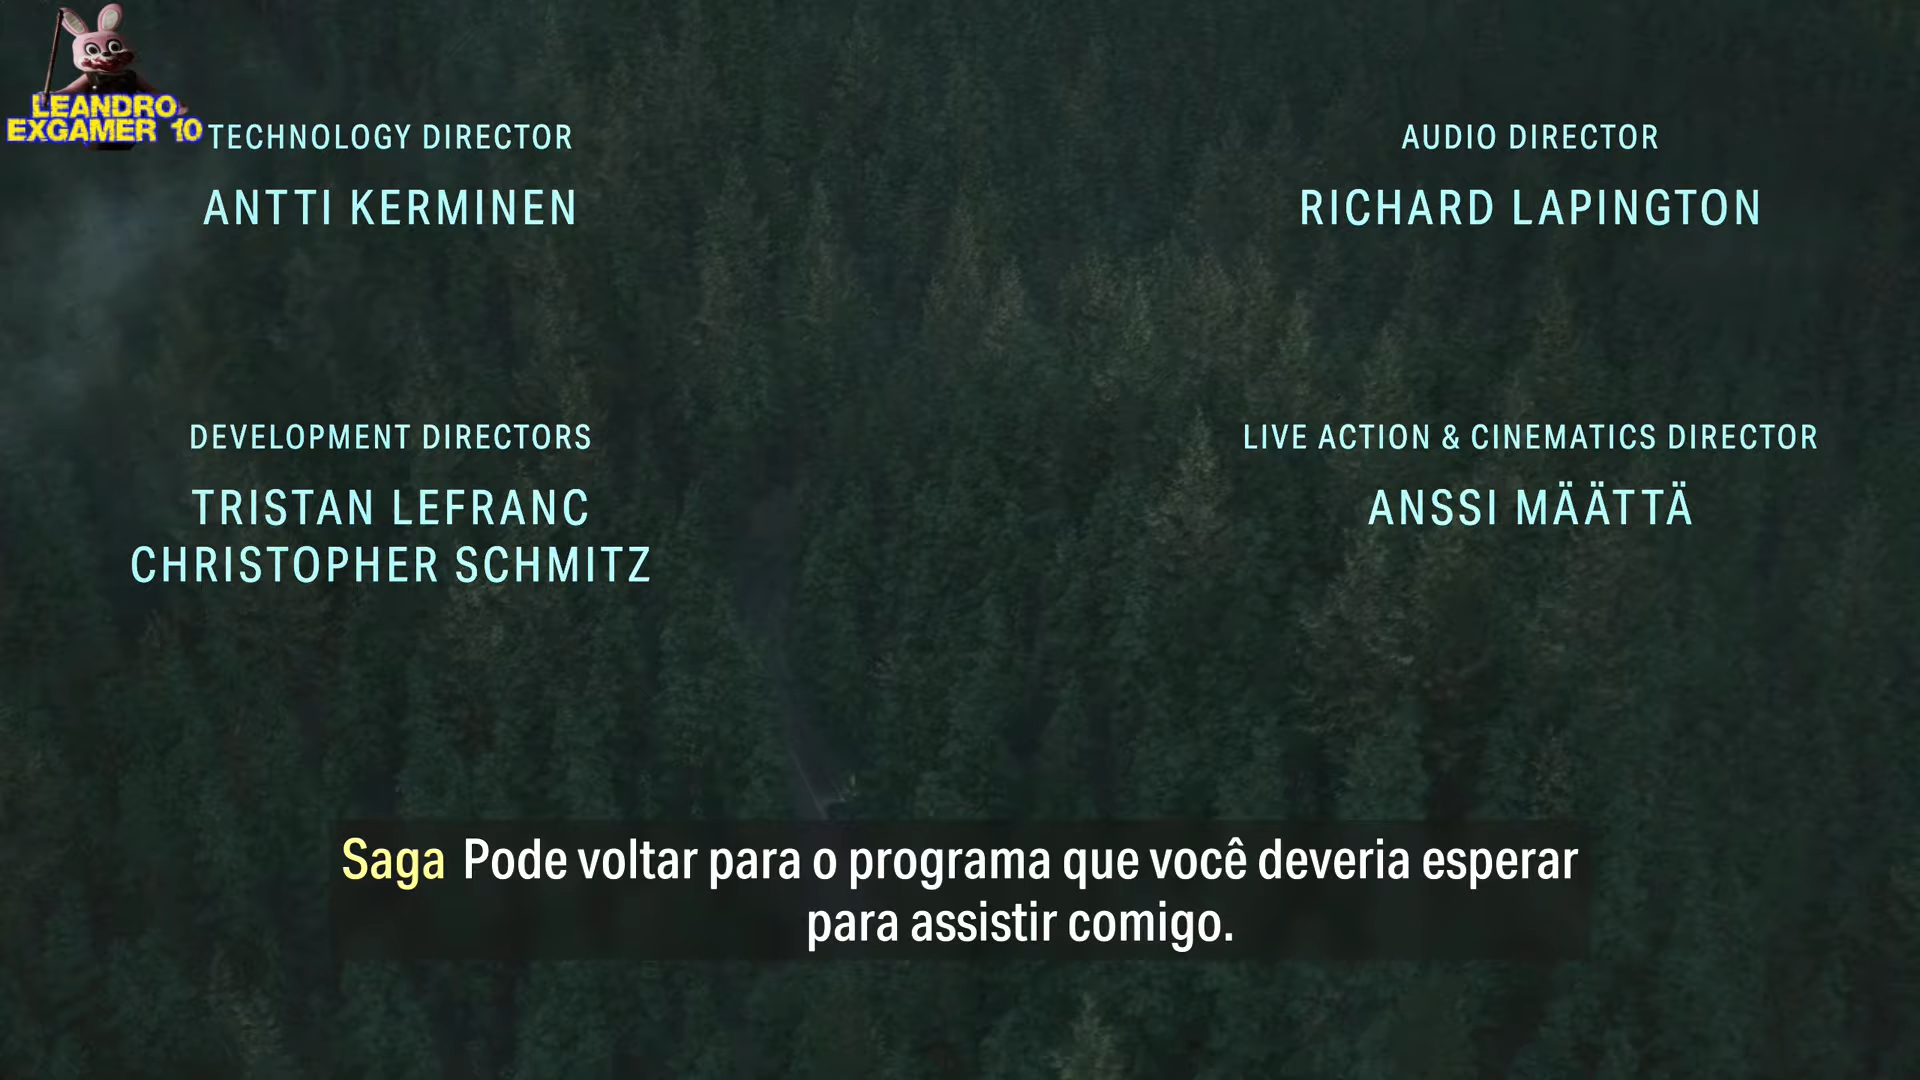 LEANDRO
EXGAMER 10
TECHNOLOGY DIRECTOR
ANTTI KERMINEN
AUDIO DIRECTOR
RICHARD LAPINGTON
DEVELOPMENT DIRECTORS
TRISTAN LEFRANC
CHRISTOPHER SCHMITZ
LIVE ACTION & CINEMATICS DIRECTOR
ANSSI MÄÄTTÄ
Saga Pode voltar para o programa que você deveria esperar
para assistir comigo.